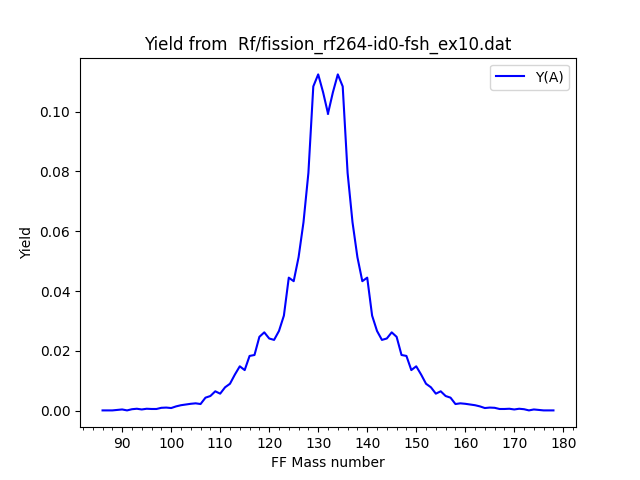 Yield from  Rf/fission_rf264-id0-fsh_ex10.dat
Y(A)
0.10
0.08
0.06
0.04
0.02
0.00
Yield
90 100 110 120 130 140 150 160 170 180
FF Mass number